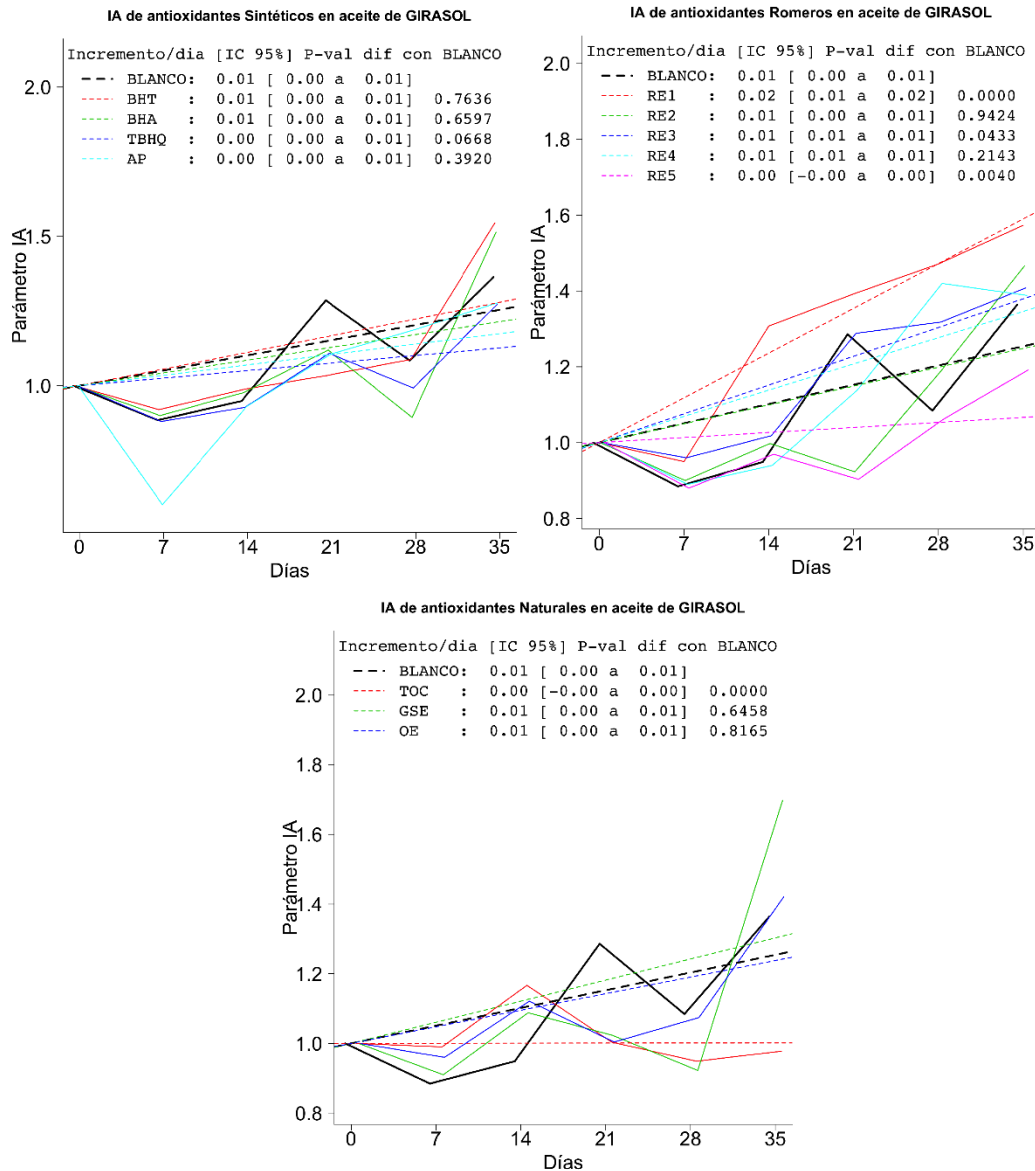 IA de antioxidantes Sintéticos en aceite de GIRASOL
Incremento/dia [IC 95%] P-val dif con BLANCO
BLANCO: 0.01 [ 0.00 a 0.01]
BHT : 0.01 [ 0.00 a 0.01] 0.7636
BHA : 0.01 [ 0.00 a 0.01] 0.6597
TBHQ : 0.00 [ 0.00 a 0.01] 0.0668
AP : 0.00 [ 0.00 a 0.01] 0.3920
Parámetro IA
2.0
1.5
1.0
0 7 14 21 28 35
Días
IA de antioxidantes Romeros en aceite de GIRASOL
Incremento/dia [IC 95%] P-val dif con BLANCO
BLANCO: 0.01 [ 0.00 a 0.01]
RE1 : 0.02 [ 0.01 a 0.02] 0.0000
RE2 : 0.01 [ 0.00 a 0.01] 0.9424
RE3 : 0.01 [ 0.01 a 0.01] 0.0433
RE4 : 0.01 [ 0.01 a 0.01] 0.2143
RE5 : 0.00 [-0.00 a 0.00] 0.0040
Parámetro IA
2.0
1.8
1.6
1.4
1.2
1.0
0.8
0 7 14 21 28 35
Días
IA de antioxidantes Naturales en aceite de GIRASOL
Incremento/dia [IC 95%] P-val dif con BLANCO
BLANCO: 0.01 [ 0.00 a 0.01]
TOC : 0.00 [-0.00 a 0.00] 0.0000
GSE : 0.01 [ 0.00 a 0.01] 0.6458
OE : 0.01 [ 0.00 a 0.01] 0.8165
Parámetro IA
2.0
1.8
1.6
1.4
1.2
1.0
0.8
0 7 14 21 28 35
Días